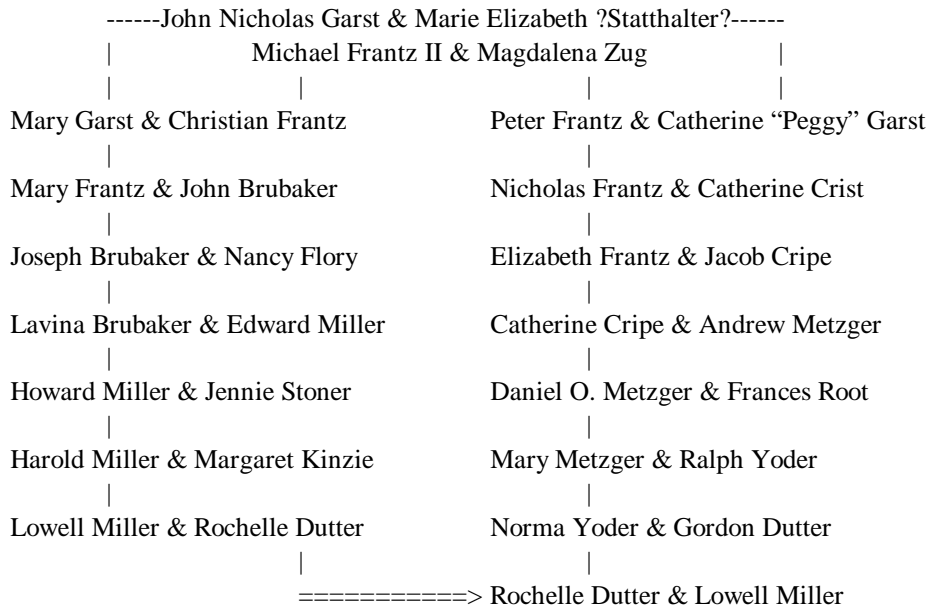 ------John Nicholas Garst & Marie Elizabeth ?Statthalter?------
| Michael Frantz II & Magdalena Zug |
| | | |
Mary Garst & Christian Frantz Peter Frantz & Catherine “Peggy” Garst
| |
Mary Frantz & John Brubaker Nicholas Frantz & Catherine Crist
| |
Joseph Brubaker & Nancy Flory Elizabeth Frantz & Jacob Cripe
| |
Lavina Brubaker & Edward Miller Catherine Cripe & Andrew Metzger
| |
Howard Miller & Jennie Stoner Daniel O. Metzger & Frances Root
| |
Harold Miller & Margaret Kinzie Mary Metzger & Ralph Yoder
| |
Lowell Miller & Rochelle Dutter Norma Yoder & Gordon Dutter
| |
===========> Rochelle Dutter & Lowell Miller